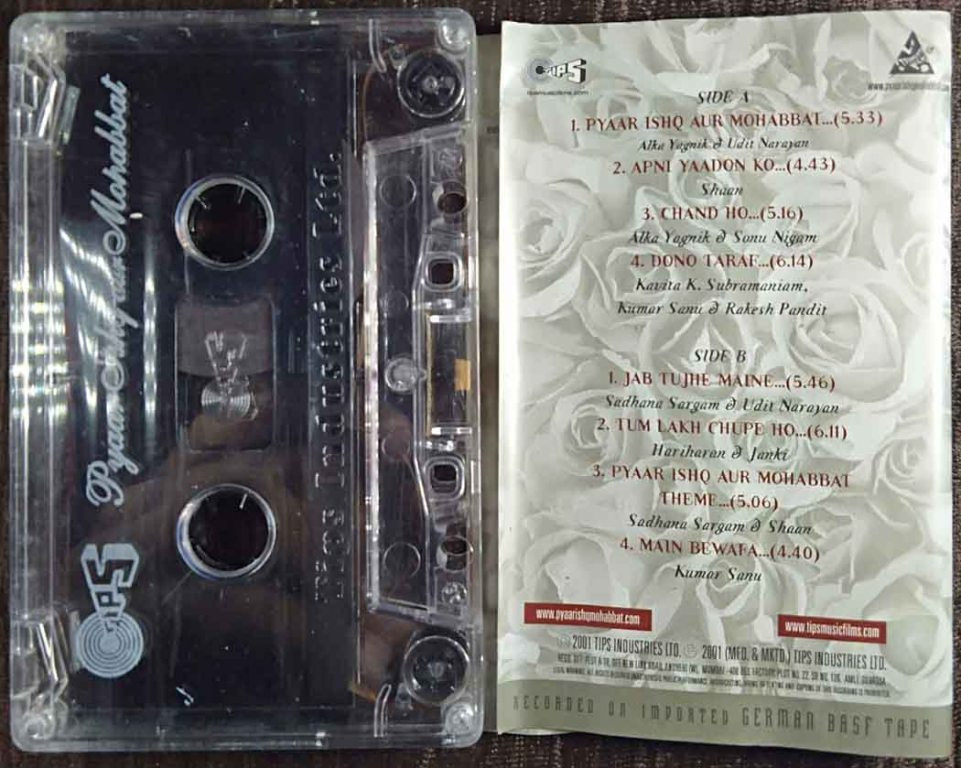 Pyaar Ishq aur Mohabbat
TIPS
Tips Industries Ltd.
TIPS
tipsmusicfilms.com
SIDE A
1. PYAAR ISHQ AUR MOHABBAT...(5.33)
Alka Yagnik & Udit Narayan
2. APNI YAADON KO...(4.43)
Shaan
3. CHAND HO...(5.16)
Alka Yagnik & Sonu Nigam
4. DONO TARAF...(6.14)
Kavita K. Subramaniam,
Kumar Sanu & Rakesh Pandit
SIDE B
1. JAB TUJHE MAINE...(5.46)
Sadhana Sargam & Udit Narayan
2. TUM LAKH CHUPE HO...(6.11)
Hariharan & Janki
3. PYAAR ISHQ AUR MOHABBAT
THEME...(5.06)
Sadhana Sargam & Shaan
4. MAIN BEWAFA...(4.40)
Kumar Sanu
www.pyaarishqmohabbat.com
www.tipsmusicfilms.com
℗ 2001 TIPS INDUSTRIES LTD. © 2001 (MED. & MKTD.) TIPS INDUSTRIES LTD.
RECORDED ON IMPORTED GERMAN BASF TAPE